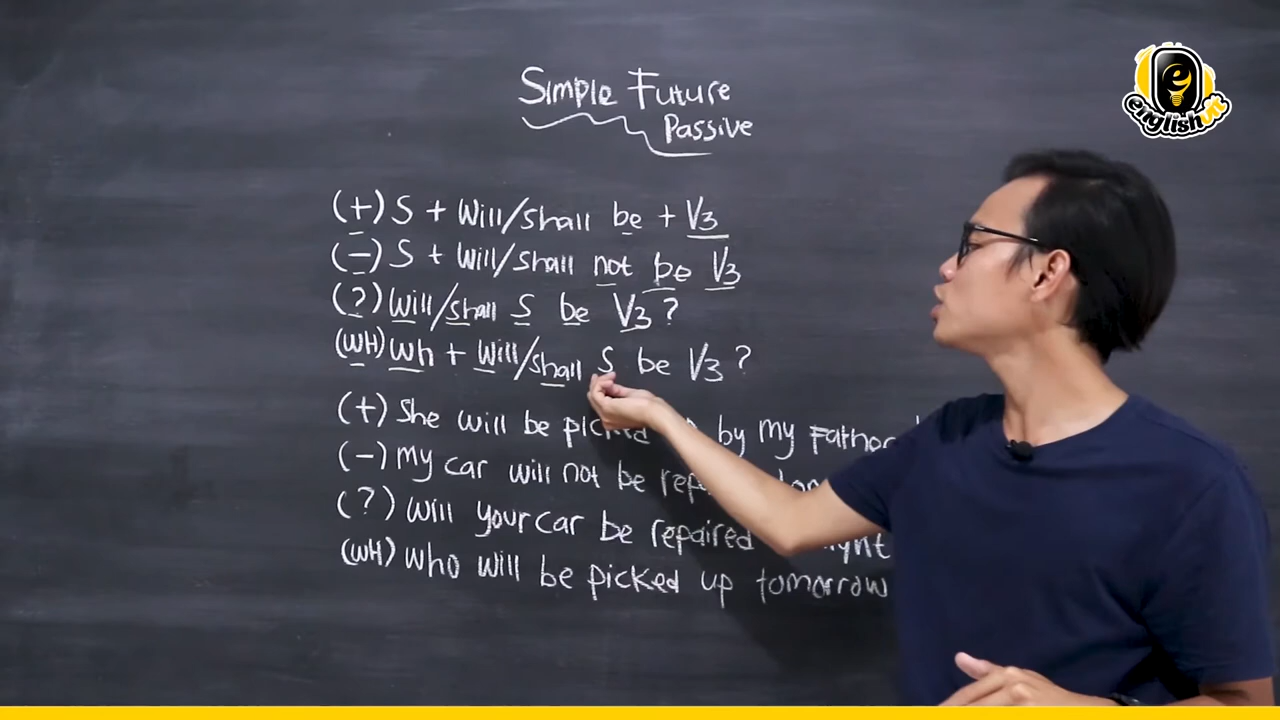 Simple Future
Passive
(+) S + Will/shall be + V3
(-) S + Will/shall not be V3
(?) Will/shall S be V3?
(WH) Wh + Will/shall S be V3?
(+) She will be picked by my Father
(-) My car will not be
(?) Will your car be repaired
(WH) Who will be picked up tomorrow
e
englishvit